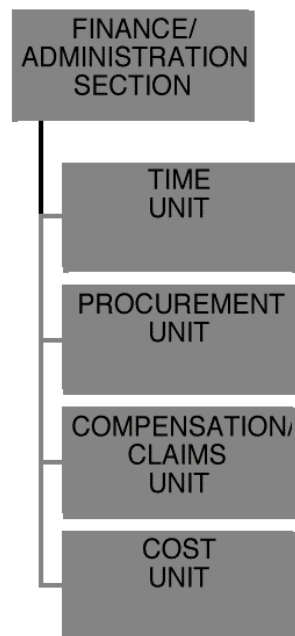 FINANCE/
ADMINISTRATION
SECTION
TIME
UNIT
PROCUREMENT
UNIT
COMPENSATION/
CLAIMS
UNIT
COST
UNIT